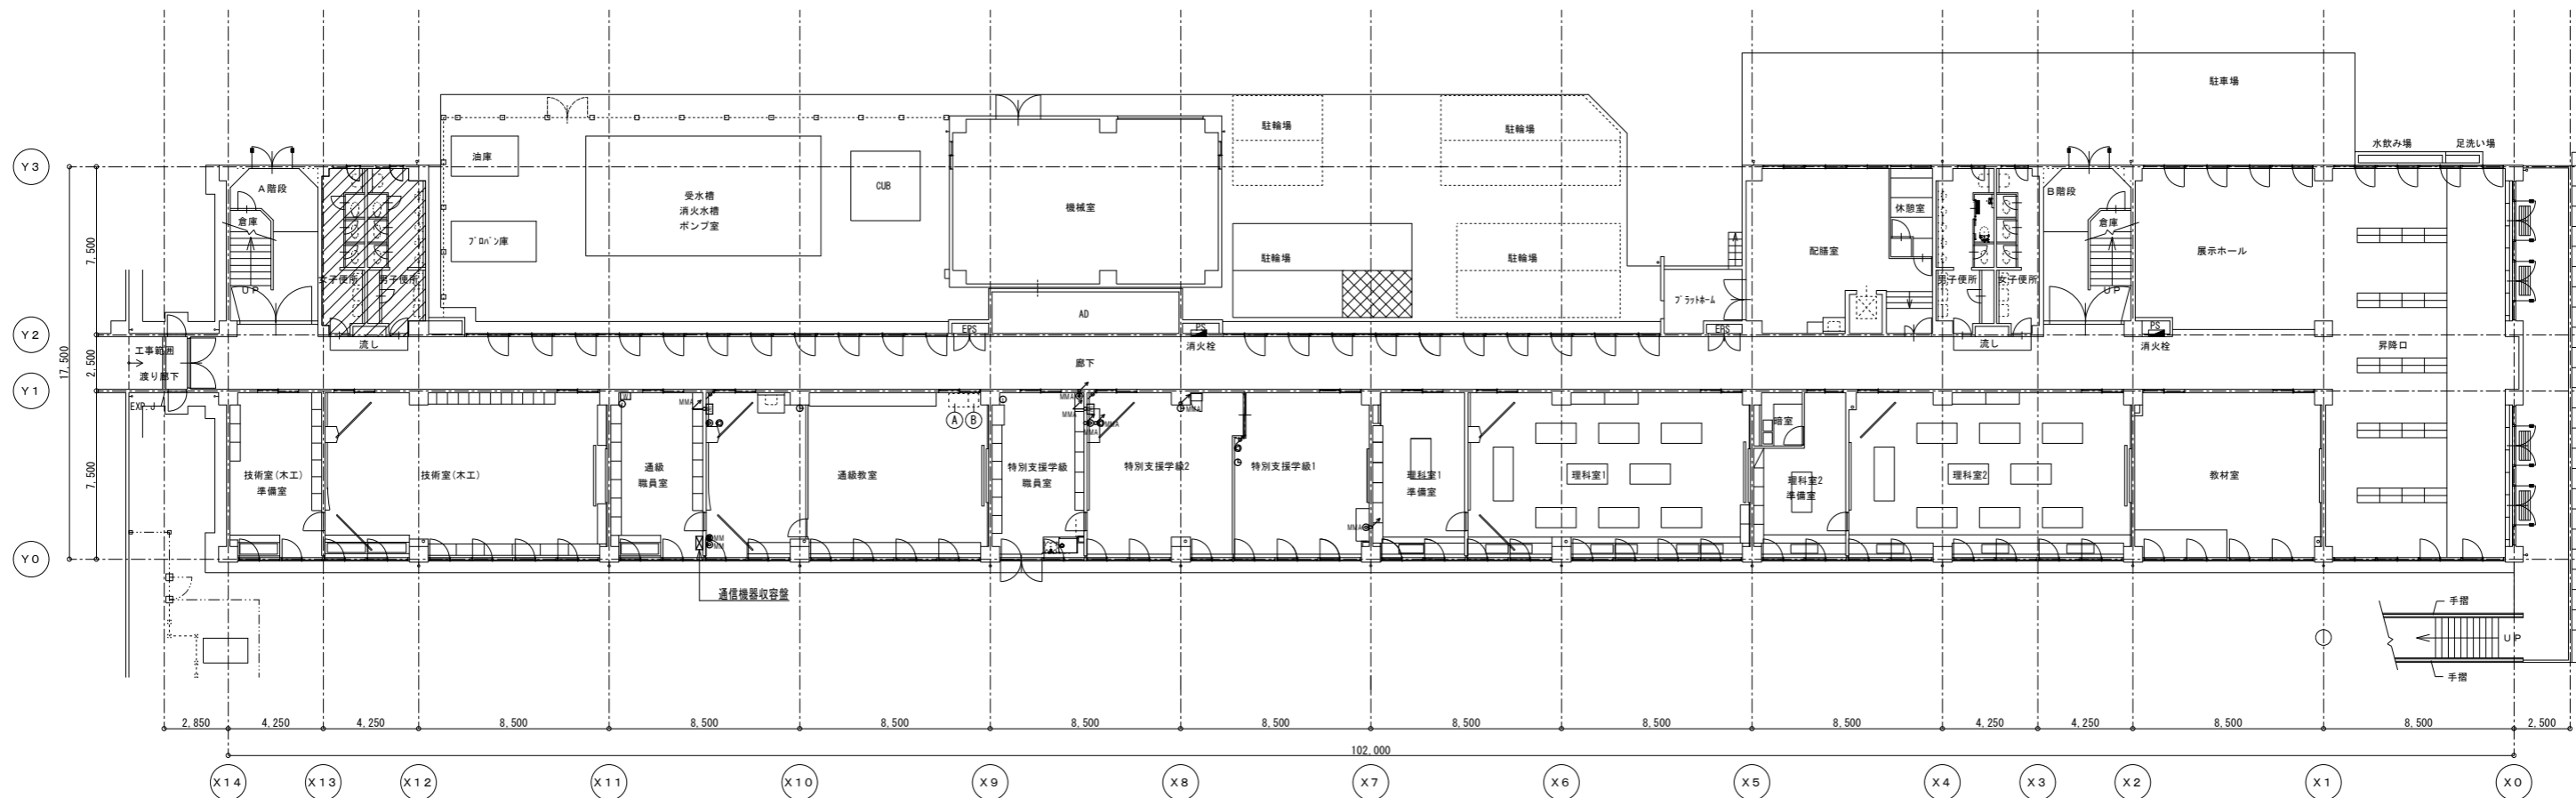 駐車場
Y3
水飲み場
足洗い場
油庫
駐輪場
駐輪場
A階段
CUB
B階段
受水槽
消火水槽
ポンプ室
機械室
休憩室
倉庫
倉庫
プロパン庫
駐輪場
駐輪場
配膳室
展示ホール
7,500
女子便所
男子便所
男子便所
女子便所
UP
UP
プラットホーム
AD
Y2
EPS
PS
EPS
PS
流し
消火栓
流し
消火栓
昇降口
工事範囲
渡り廊下
2,500
17,500
廊下
Y1
EXP.J
MMA
MMA
MMA
A
B
MMA
MMA
暗室
7,500
技術室(木工)
準備室
技術室(木工)
通級
職員室
通級教室
特別支援学級
職員室
特別支援学級2
特別支援学級1
理科室1
準備室
理科室1
理科室2
準備室
理科室2
教材室
MMA
MM
MM
Y0
通信機器収容盤
手摺
UP
手摺
2,850
4,250
4,250
8,500
8,500
8,500
8,500
8,500
8,500
8,500
8,500
4,250
4,250
8,500
8,500
2,500
102,000
X14
X13
X12
X11
X10
X9
X8
X7
X6
X5
X4
X3
X2
X1
X0